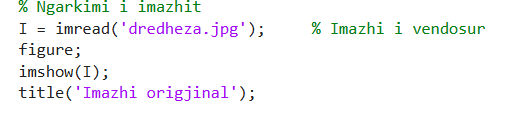 % Ngarkimi i imazhit
I = imread('dredheza.jpg');     % Imazhi i vendosur
figure;
imshow(I);
title('Imazhi origjinal');